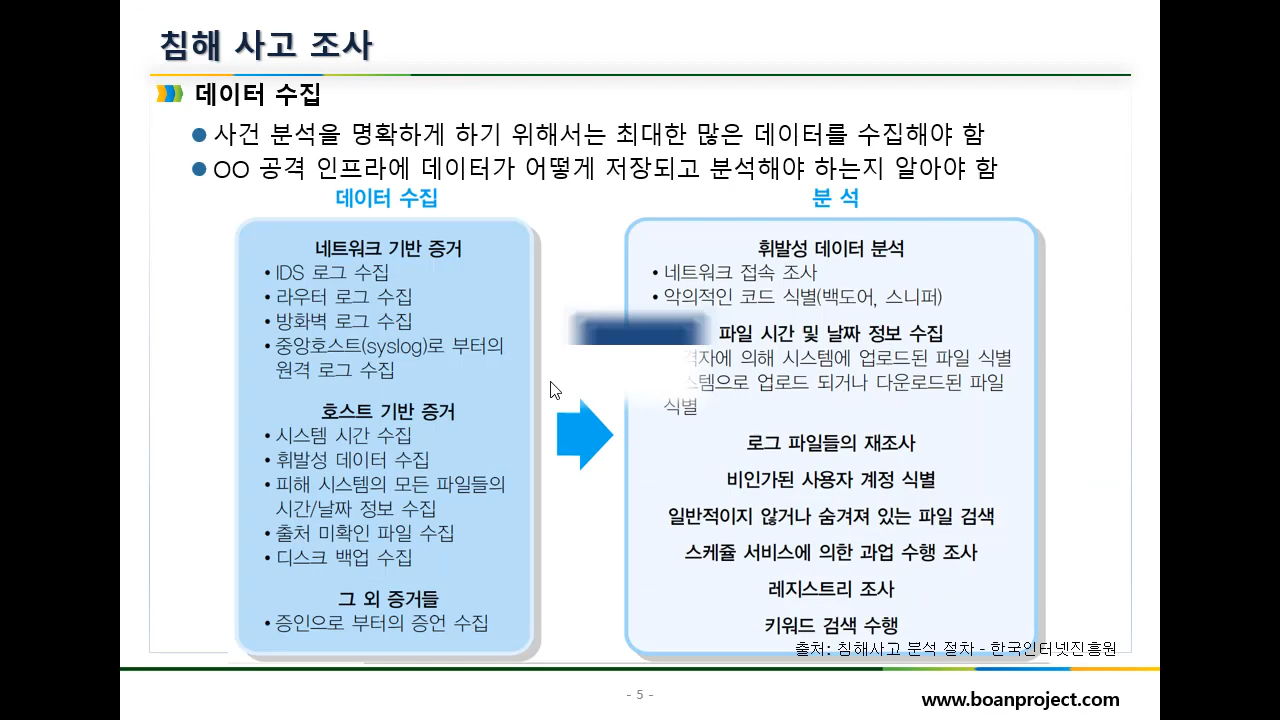 침해 사고 조사
데이터 수집
사건 분석을 명확하게 하기 위해서는 최대한 많은 데이터를 수집해야 함
OO 공격 인프라에 데이터가 어떻게 저장되고 분석해야 하는지 알아야 함
데이터 수집
네트워크 기반 증거
• IDS 로그 수집
• 라우터 로그 수집
• 방화벽 로그 수집
• 중앙호스트(syslog)로 부터의
원격 로그 수집
호스트 기반 증거
• 시스템 시간 수집
• 휘발성 데이터 수집
• 피해 시스템의 모든 파일들의
시간/날짜 정보 수집
• 출처 미확인 파일 수집
• 디스크 백업 수집
그 외 증거들
• 증인으로 부터의 증언 수집
분 석
휘발성 데이터 분석
• 네트워크 접속 조사
• 악의적인 코드 식별(백도어, 스니퍼)
파일 시간 및 날짜 정보 수집
의해 시스템에 업로드된 파일 식별
업로드 되거나 다운로드된 파일
식별
로그 파일들의 재조사
비인가된 사용자 계정 식별
일반적이지 않거나 숨겨져 있는 파일 검색
스케쥴 서비스에 의한 과업 수행 조사
레지스트리 조사
키워드 검색 수행
출처: 침해사고 분석 절차 - 한국인터넷진흥원
- 5 -
www.boanproject.com